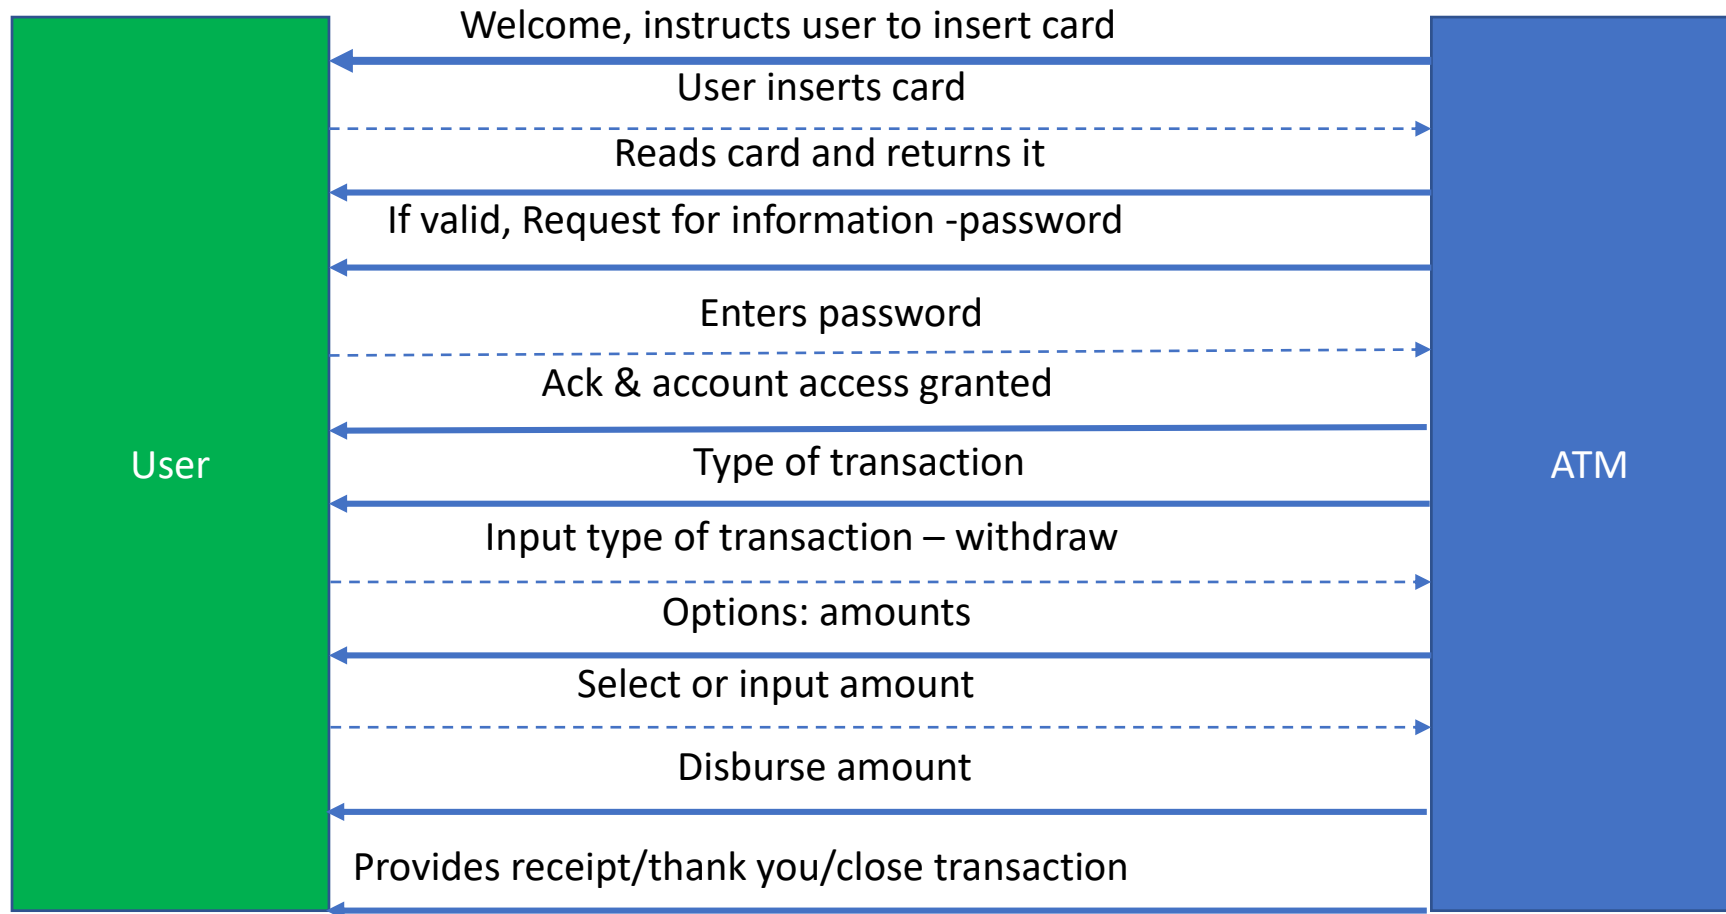 Welcome, instructs user to insert card
User inserts card
Reads card and returns it
If valid, Request for information -password
Enters password
Ack & account access granted
User
Type of transaction
ATM
Input type of transaction – withdraw
Options: amounts
Select or input amount
Disburse amount
Provides receipt/thank you/close transaction